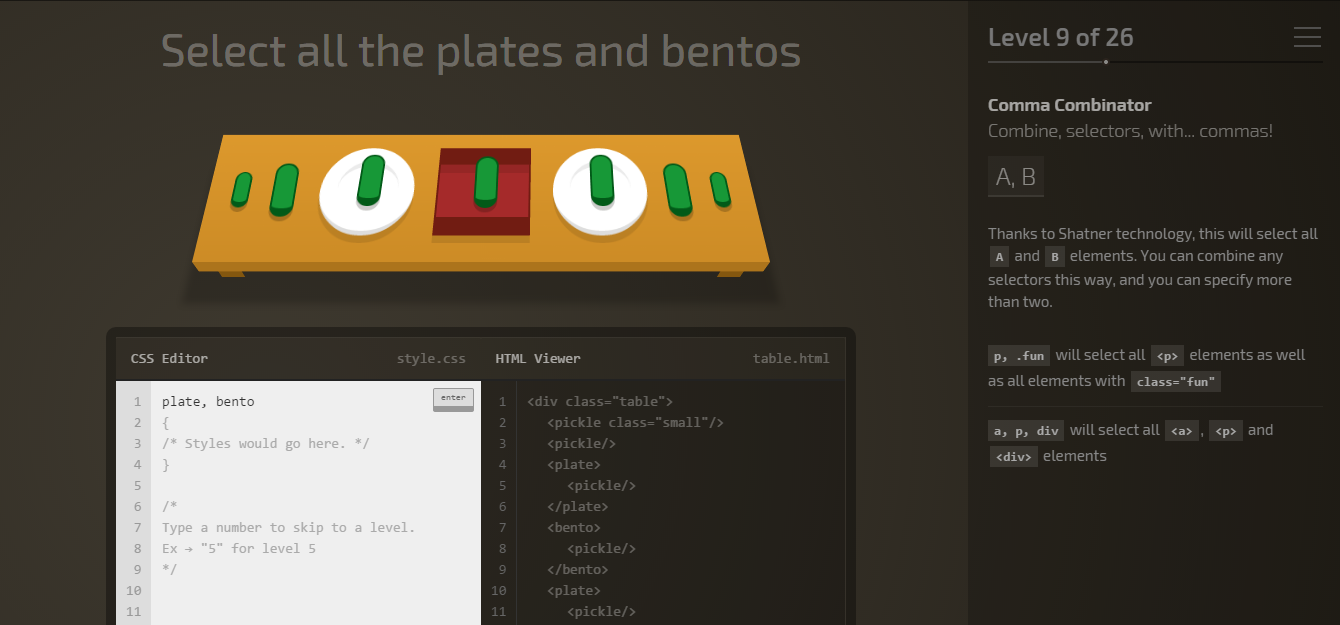 Select all the plates and bentos
CSS Editor
style.css
1
plate, bento
enter
2
{
3
/* Styles would go here. */
4
}
5
6
/*
7
Type a number to skip to a level.
8
Ex → "5" for level 5
9
*/
10
11
HTML Viewer
table.html
1
<div class="table">
2
<pickle class="small"/>
3
<pickle/>
4
<plate>
5
<pickle/>
6
</plate>
7
<bento>
8
<pickle/>
9
</bento>
10
<plate>
11
<pickle/>
Level 9 of 26
Comma Combinator
Combine, selectors, with... commas!
A, B
Thanks to Shatner technology, this will select all
A and B elements. You can combine any
selectors this way, and you can specify more
than two.
p, .fun will select all <p> elements as well
as all elements with class="fun"
a, p, div will select all <a>, <p> and
<div> elements